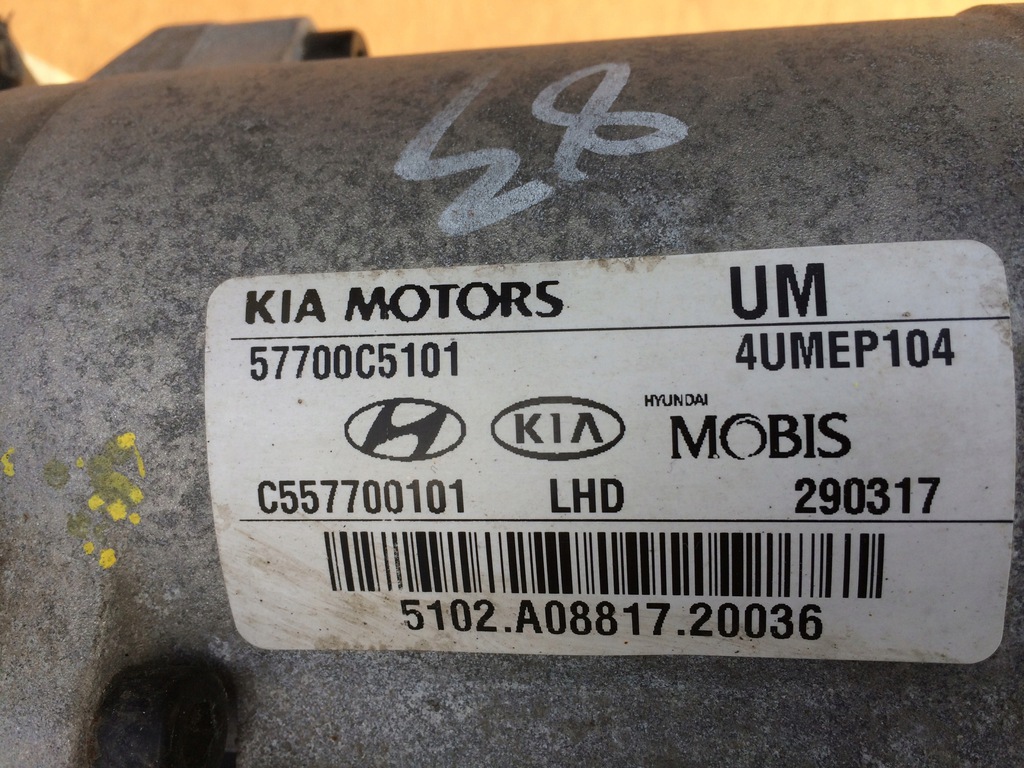 KIA MOTORS UM
57700C5101 4UMEP104
KIA HYUNDAI MOBIS
C557700101 LHD 290317
5102.A08817.20036